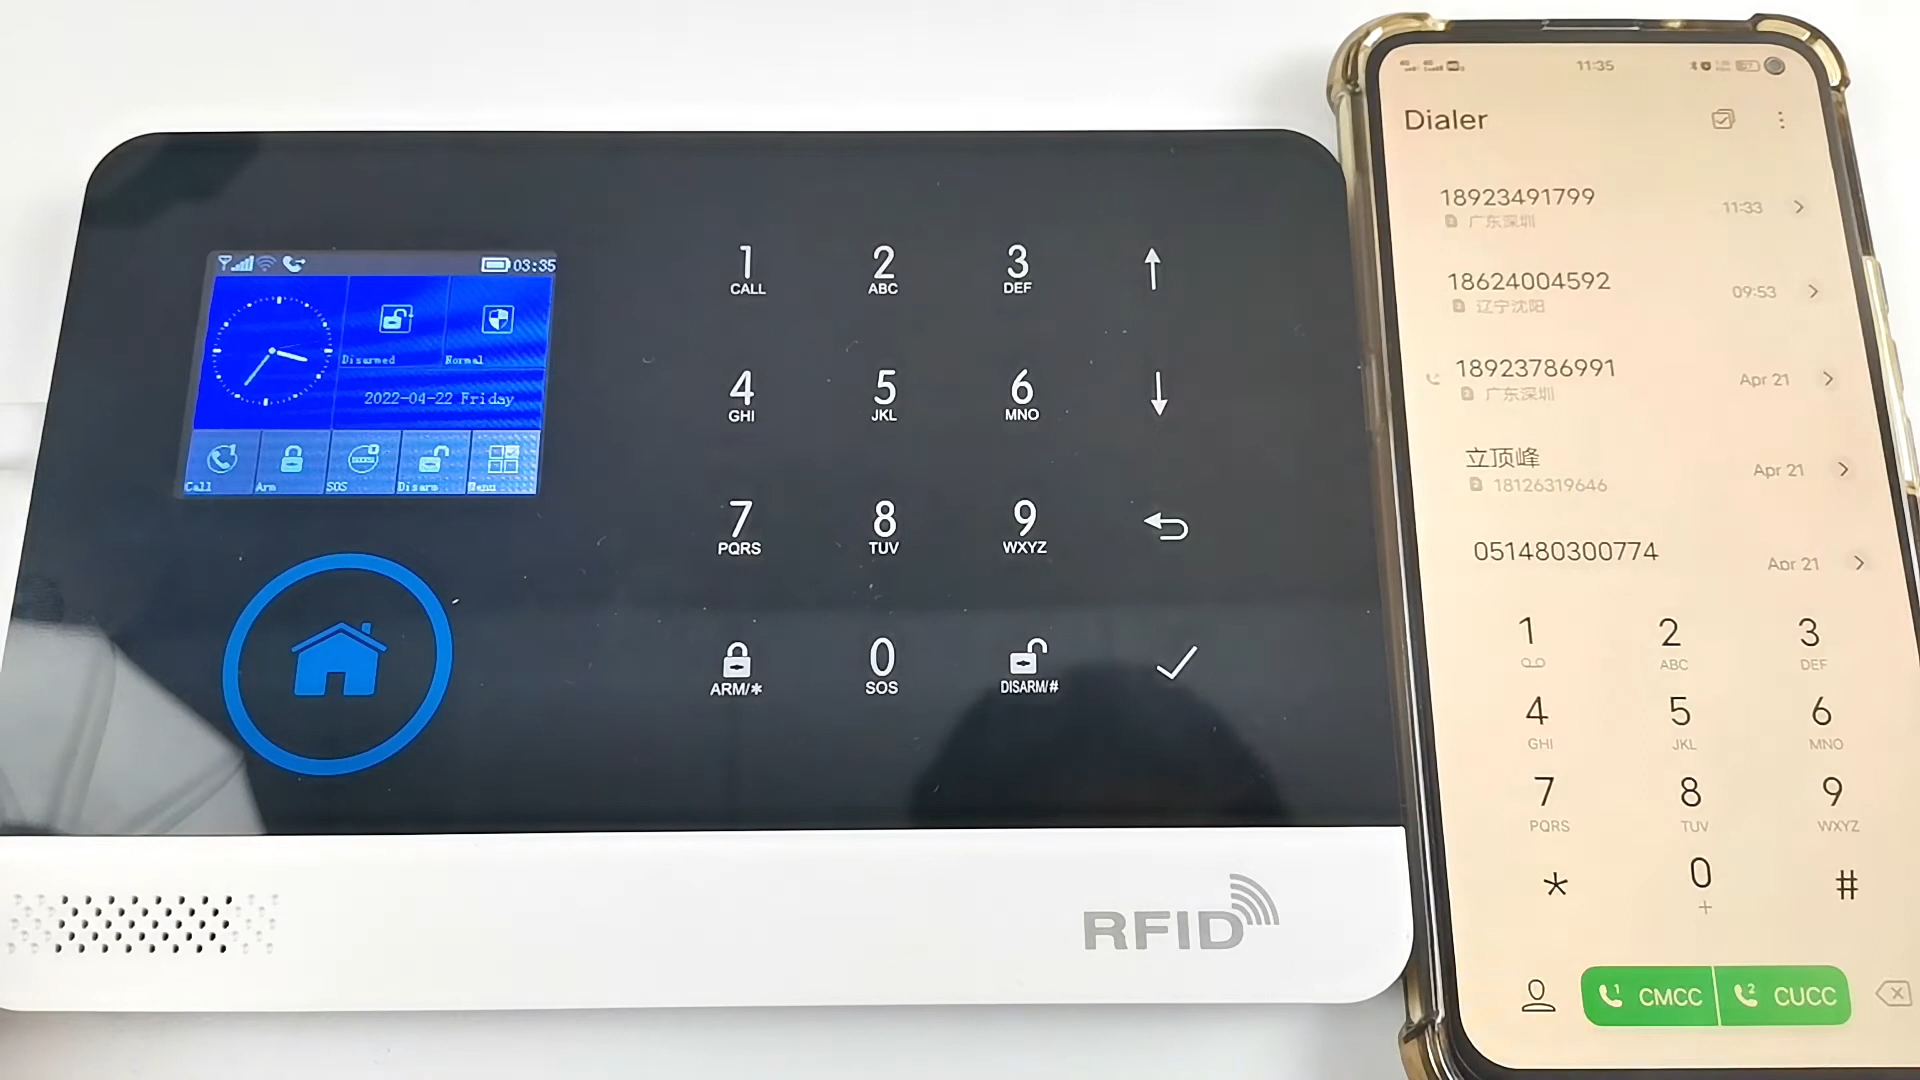 03:35
Disarmed
Normal
2022-04-22 Friday
Call
Arm
SOS
Disarm
Menu
1
CALL
2
ABC
3
DEF
4
GHI
5
JKL
6
MNO
7
PQRS
8
TUV
9
WXYZ
ARM/*
0
SOS
DISARM/#
RFID
11:35
Dialer
18923491799
广东深圳
11:33
18624004592
辽宁沈阳
09:53
18923786991
广东深圳
Apr 21
立顶峰
18126319646
Apr 21
051480300774
Apr 21
1
2
ABC
3
DEF
4
GHI
5
JKL
6
MNO
7
PQRS
8
TUV
9
WXYZ
*
0
+
#
1 CMCC
2 CUCC